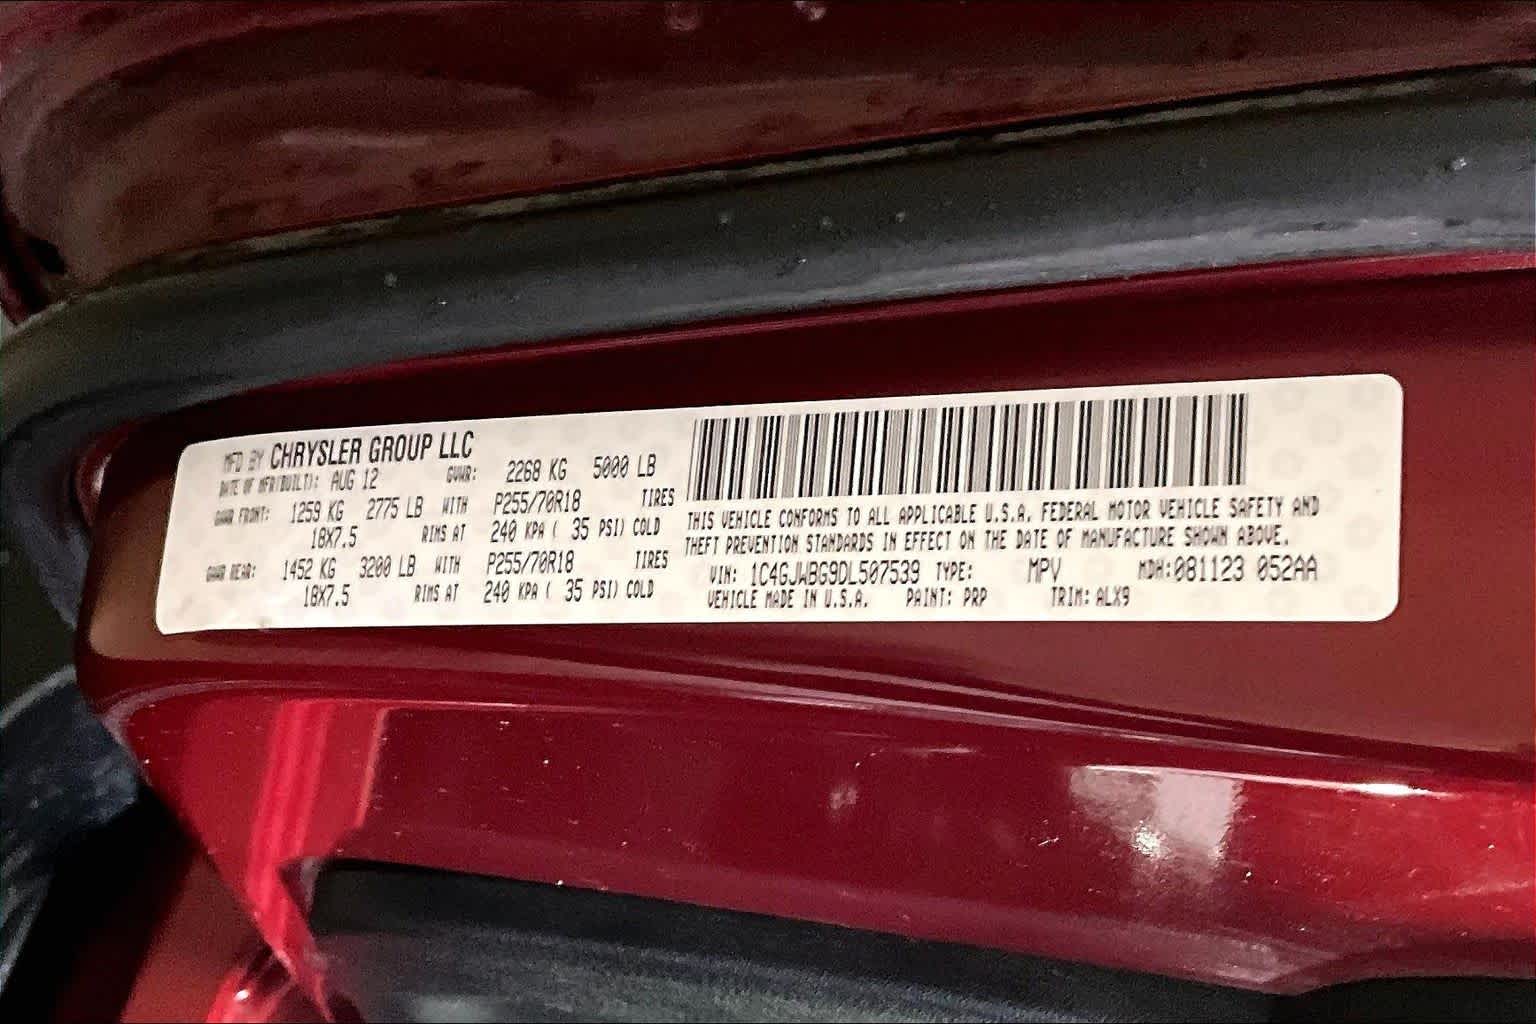 MFD BY CHRYSLER GROUP LLC
DATE OF MFR(BUILT): AUG 12 GVWR: 2268 KG 5000 LB
GAWR FRONT: 1259 KG 2775 LB WITH P255/70R18 TIRES
18X7.5 RIMS AT 240 KPA ( 35 PSI) COLD
GAWR REAR: 1452 KG 3200 LB WITH P255/70R18 TIRES
18X7.5 RIMS AT 240 KPA ( 35 PSI) COLD
THIS VEHICLE CONFORMS TO ALL APPLICABLE U.S.A. FEDERAL MOTOR VEHICLE SAFETY AND
THEFT PREVENTION STANDARDS IN EFFECT ON THE DATE OF MANUFACTURE SHOWN ABOVE.
VIN: 1C4GJWBG9DL507539 TYPE: MPV MDH:081123 052AA
VEHICLE MADE IN U.S.A. PAINT: PRP TRIM: ALX9